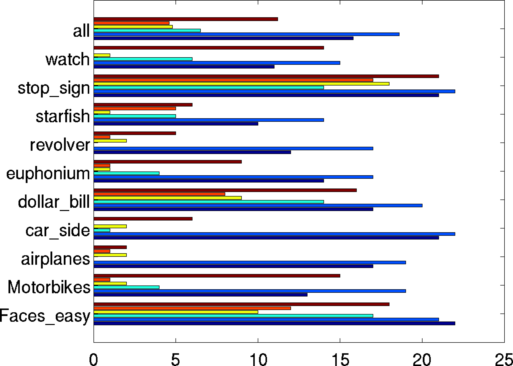 all
watch
stop_sign
starfish
revolver
euphonium
dollar_bill
car_side
airplanes
Motorbikes
Faces_easy
0 5 10 15 20 25